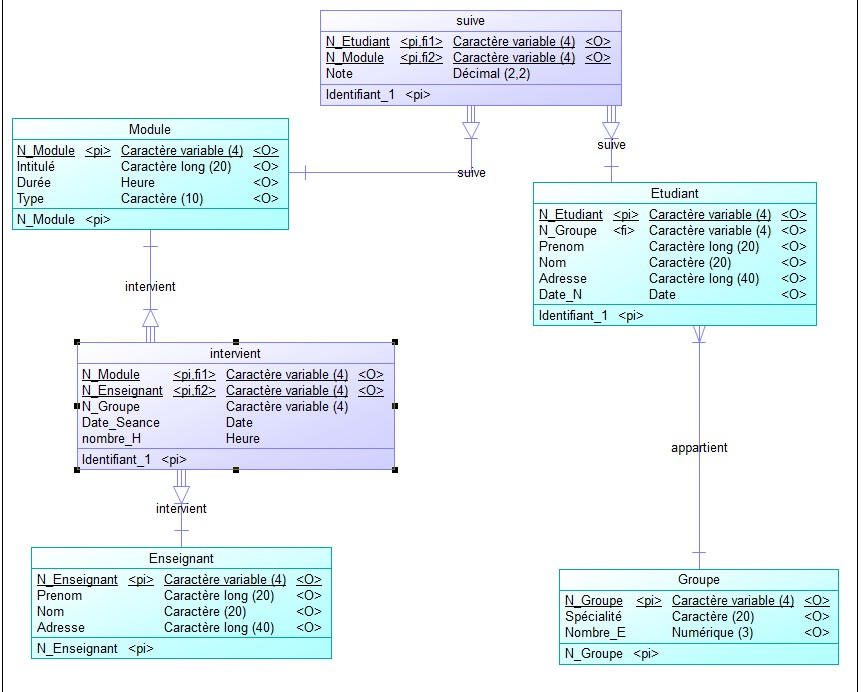 suive
N_Etudiant <pi,fi1> Caractère variable (4) <O>
N_Module <pi,fi2> Caractère variable (4) <O>
Note Décimal (2,2)
Identifiant_1 <pi>
Module
N_Module <pi> Caractère variable (4) <O>
Intitulé Caractère long (20) <O>
Durée Heure <O>
Type Caractère (10) <O>
N_Module <pi>
suive
suive
Etudiant
N_Etudiant <pi> Caractère variable (4) <O>
N_Groupe <fi> Caractère variable (4) <O>
Prenom Caractère long (20) <O>
Nom Caractère (20) <O>
Adresse Caractère long (40) <O>
Date_N Date <O>
Identifiant_1 <pi>
intervient
intervient
N_Module <pi,fi1> Caractère variable (4) <O>
N_Enseignant <pi,fi2> Caractère variable (4) <O>
N_Groupe Caractère variable (4)
Date_Seance Date
nombre_H Heure
Identifiant_1 <pi>
appartient
intervient
Enseignant
N_Enseignant <pi> Caractère variable (4) <O>
Prenom Caractère long (20) <O>
Nom Caractère (20) <O>
Adresse Caractère long (40) <O>
N_Enseignant <pi>
Groupe
N_Groupe <pi> Caractère variable (4) <O>
Spécialité Caractère (20) <O>
Nombre_E Numérique (3) <O>
N_Groupe <pi>